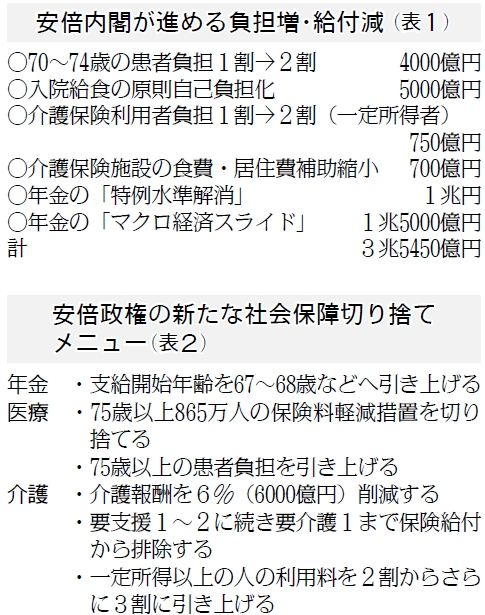 安倍内閣が進める負担増・給付減(表1)
○70～74歳の患者負担1割→2割 4000億円
○入院給食の原則自己負担化 5000億円
○介護保険利用者負担1割→2割(一定所得者)
750億円
○介護保険施設の食費・居住費補助縮小 700億円
○年金の「特例水準解消」 1兆円
○年金の「マクロ経済スライド」 1兆5000億円
計 3兆5450億円
安倍政権の新たな社会保障切り捨て
メニュー(表2)
年金 ・支給開始年齢を67～68歳などへ引き上げる
医療 ・75歳以上865万人の保険料軽減措置を切り
捨てる
・75歳以上の患者負担を引き上げる
介護 ・介護報酬を6％(6000億円)削減する
・要支援1～2に続き要介護1まで保険給付
から排除する
・一定所得以上の人の利用料を2割からさら
に3割に引き上げる